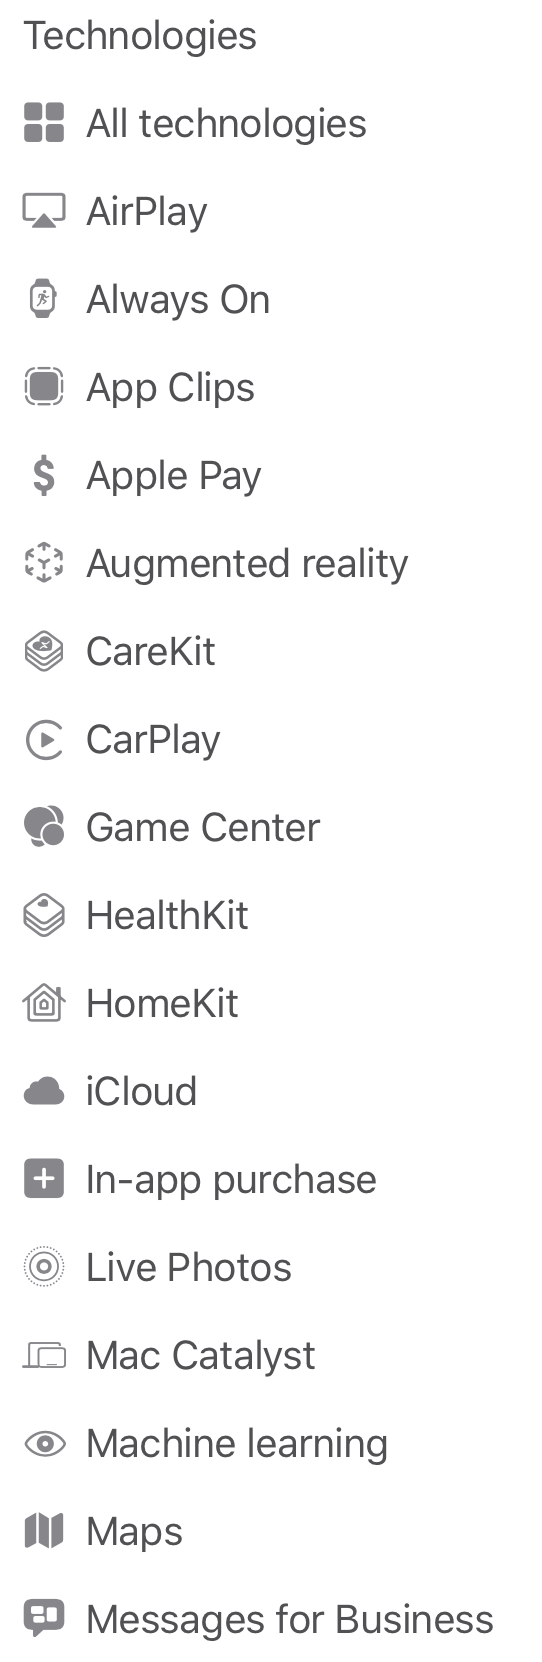 Technologies
All technologies
AirPlay
Always On
App Clips
Apple Pay
Augmented reality
CareKit
CarPlay
Game Center
HealthKit
HomeKit
iCloud
In-app purchase
Live Photos
Mac Catalyst
Machine learning
Maps
Messages for Business